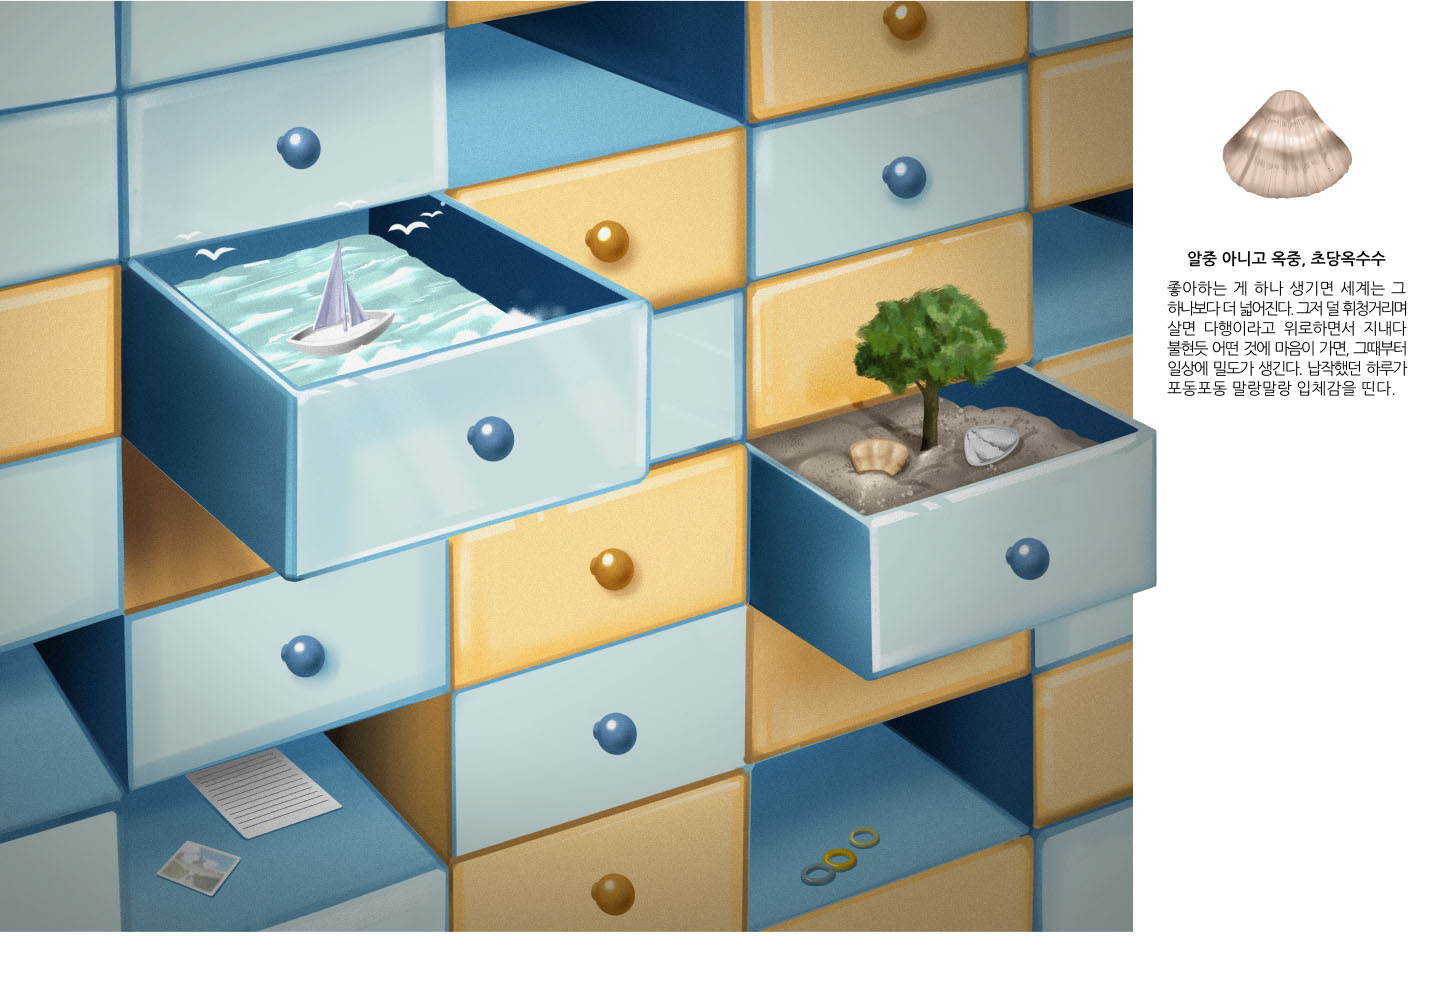 알중 아니고 옥중, 초당옥수수
좋아하는 게 하나 생기면 세계는 그
하나보다 더 넓어진다. 그저 덜 휘청거리며
살면 다행이라고 위로하면서 지내다
불현듯 어떤 것에 마음이 가면, 그때부터
일상에 밀도가 생긴다. 납작했던 하루가
포동포동 말랑말랑 입체감을 띤다.